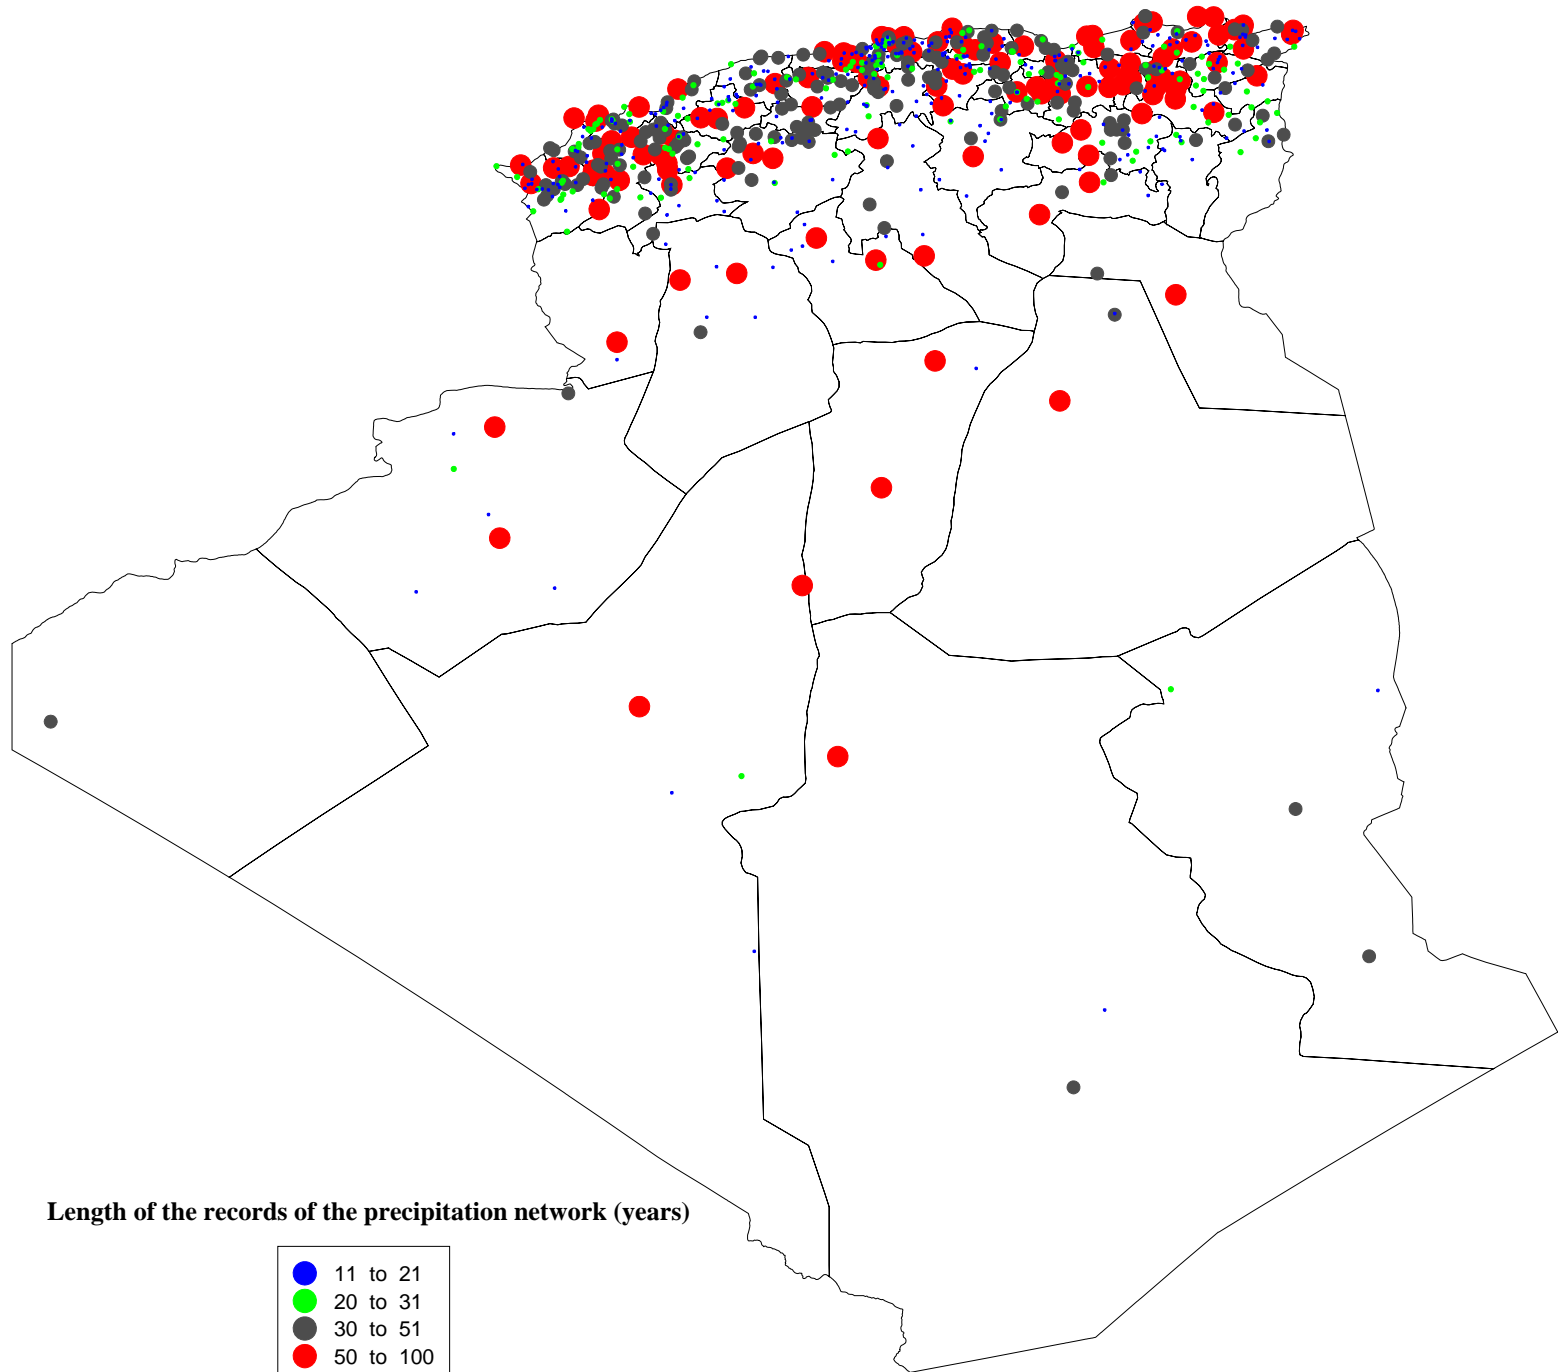 Length of the records of the precipitation network (years)
11 to 21
20 to 31
30 to 51
50 to 100